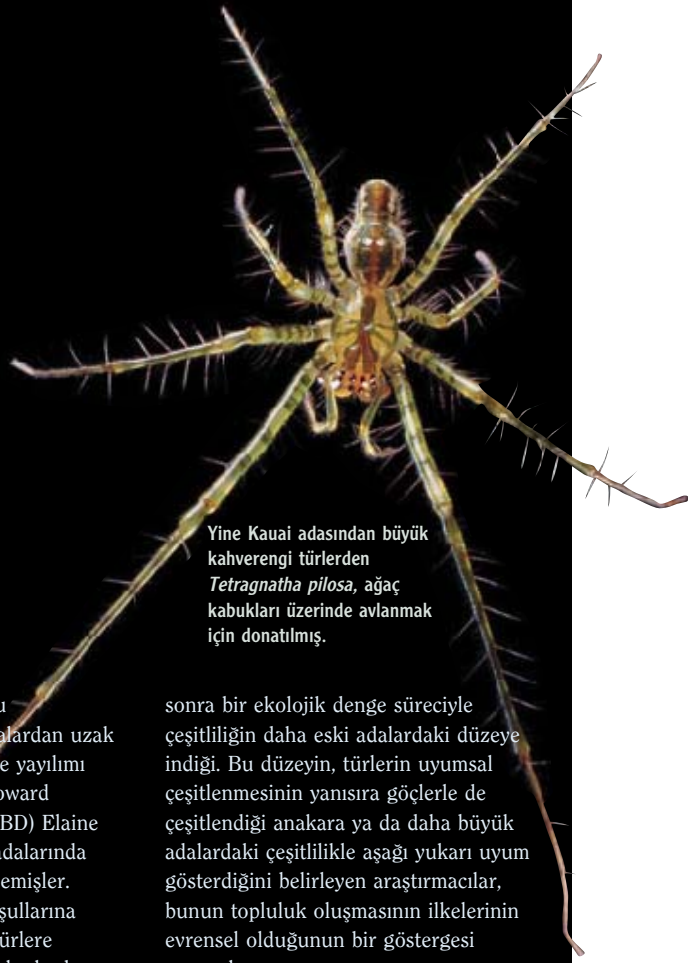 Yine Kauai adasından büyük
kahverengi türlerden
Tetragnatha pilosa, ağaç
kabukları üzerinde avlanmak
için donatılmış.
alardan uzak
e yayılımı
oward
BD) Elaine
adalarında
emişler.
şullarına
ürlere
sonra bir ekolojik denge süreciyle
çeşitliliğin daha eski adalardaki düzeye
indiği. Bu düzeyin, türlerin uyumsal
çeşitlenmesinin yanısıra göçlerle de
çeşitlendiği anakara ya da daha büyük
adalardaki çeşitlilikle aşağı yukarı uyum
gösterdiğini belirleyen araştırmacılar,
bunun topluluk oluşmasının ilkelerinin
evrensel olduğunun bir göstergesi